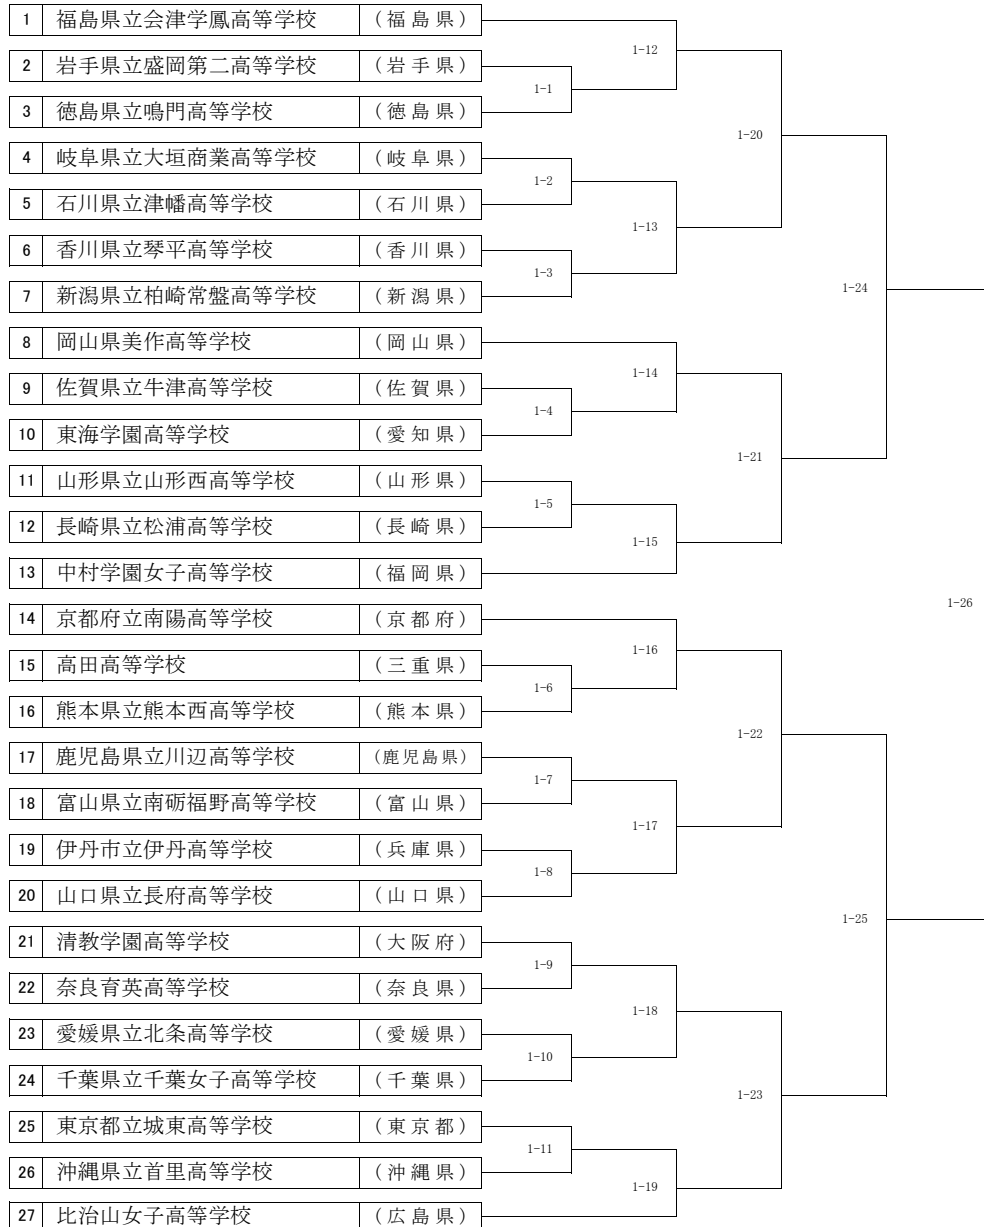 1 福島県立会津学鳳高等学校 (福島県)
1-12
2 岩手県立盛岡第二高等学校 (岩手県)
1-1
3 徳島県立鳴門高等学校 (徳島県)
1-20
4 岐阜県立大垣商業高等学校 (岐阜県)
1-2
5 石川県立津幡高等学校 (石川県)
1-13
6 香川県立琴平高等学校 (香川県)
1-3
7 新潟県立柏崎常盤高等学校 (新潟県)
1-24
8 岡山県美作高等学校 (岡山県)
1-14
9 佐賀県立牛津高等学校 (佐賀県)
1-4
10 東海学園高等学校 (愛知県)
1-21
11 山形県立山形西高等学校 (山形県)
1-5
12 長崎県立松浦高等学校 (長崎県)
1-15
13 中村学園女子高等学校 (福岡県)
1-26
14 京都府立南陽高等学校 (京都府)
1-16
15 高田高等学校 (三重県)
1-6
16 熊本県立熊本西高等学校 (熊本県)
1-22
17 鹿児島県立川辺高等学校 (鹿児島県)
1-7
18 富山県立南砺福野高等学校 (富山県)
1-17
19 伊丹市立伊丹高等学校 (兵庫県)
1-8
20 山口県立長府高等学校 (山口県)
1-25
21 清教学園高等学校 (大阪府)
1-9
22 奈良育英高等学校 (奈良県)
1-18
23 愛媛県立北条高等学校 (愛媛県)
1-10
24 千葉県立千葉女子高等学校 (千葉県)
1-23
25 東京都立城東高等学校 (東京都)
1-11
26 沖縄県立首里高等学校 (沖縄県)
1-19
27 比治山女子高等学校 (広島県)